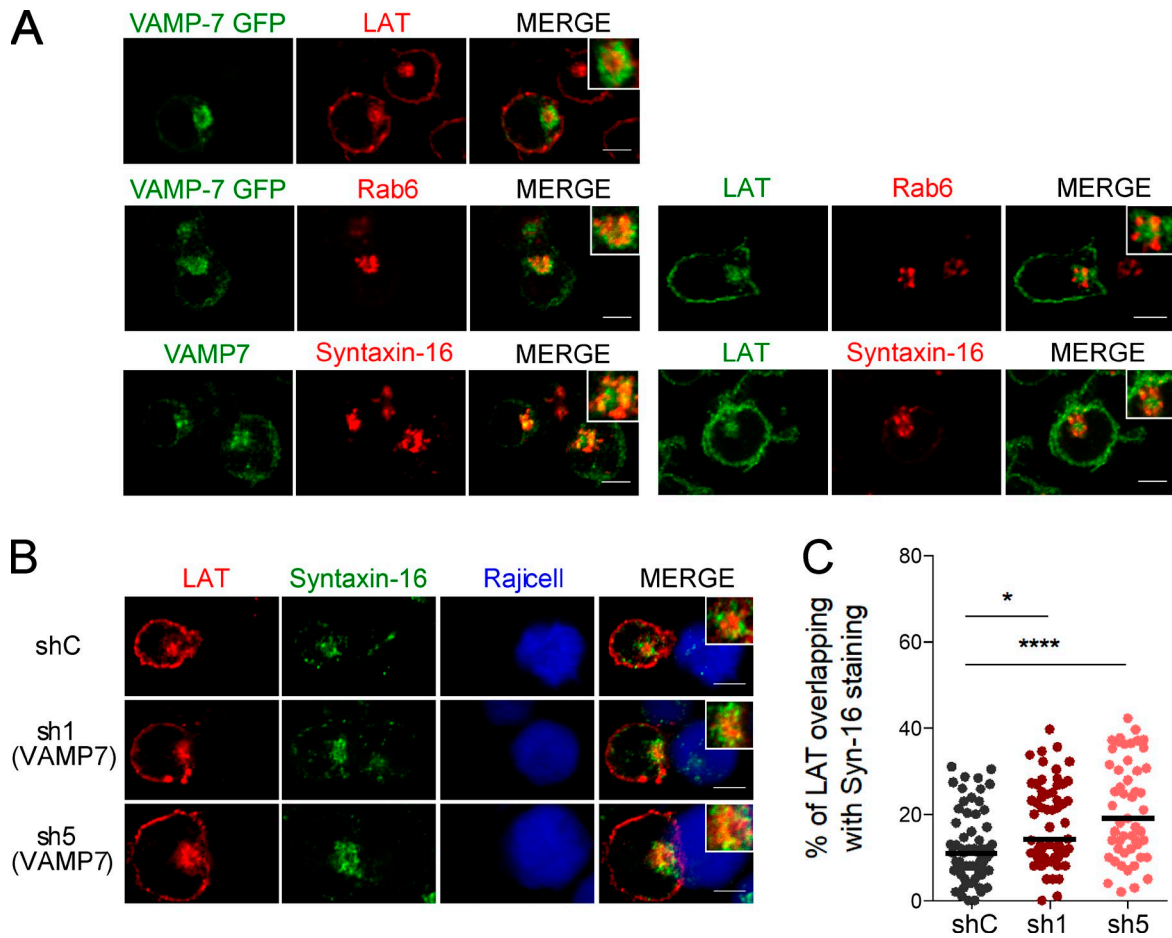 A
VAMP-7 GFP LAT MERGE
VAMP-7 GFP Rab6 MERGE LAT Rab6 MERGE
VAMP7 Syntaxin-16 MERGE LAT Syntaxin-16 MERGE
B
LAT Syntaxin-16 Rajicell MERGE
shC
sh1
(VAMP7)
sh5
(VAMP7)
C
% of LAT overlapping
with Syn-16 staining
80
60
40
20
0
*
****
shC sh1 sh5